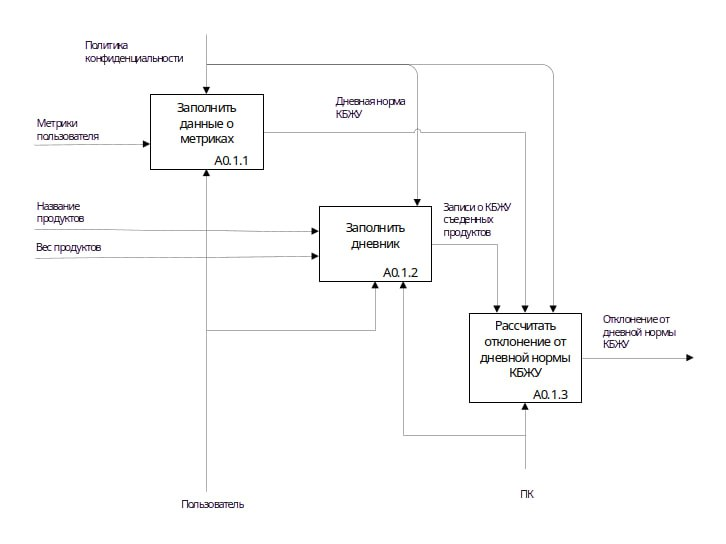 Политика
конфиденциальности
Заполнить
данные о
метриках
A0.1.1
Дневная норма
КБЖУ
Метрики
пользователя
Название
продуктов
Вес продуктов
Заполнить
дневник
A0.1.2
Записи о КБЖУ
съеденных
продуктов
Рассчитать
отклонение от
дневной нормы
КБЖУ
A0.1.3
Отклонение от
дневной нормы
КБЖУ
Пользователь
ПК